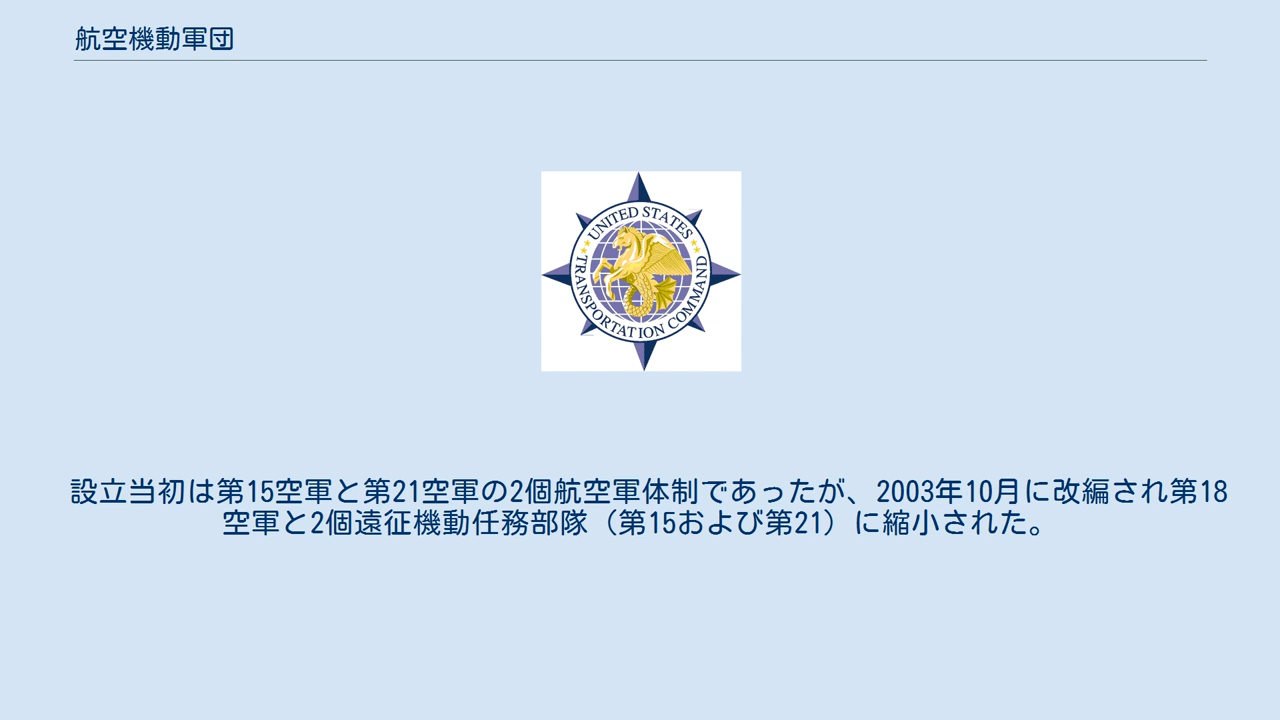 航空機動軍団
UNITED STATES
TRANSPORTATION COMMAND
設立当初は第15空軍と第21空軍の2個航空軍体制であったが、2003年10月に改編され第18
空軍と2個遠征機動任務部隊（第15および第21）に縮小された。